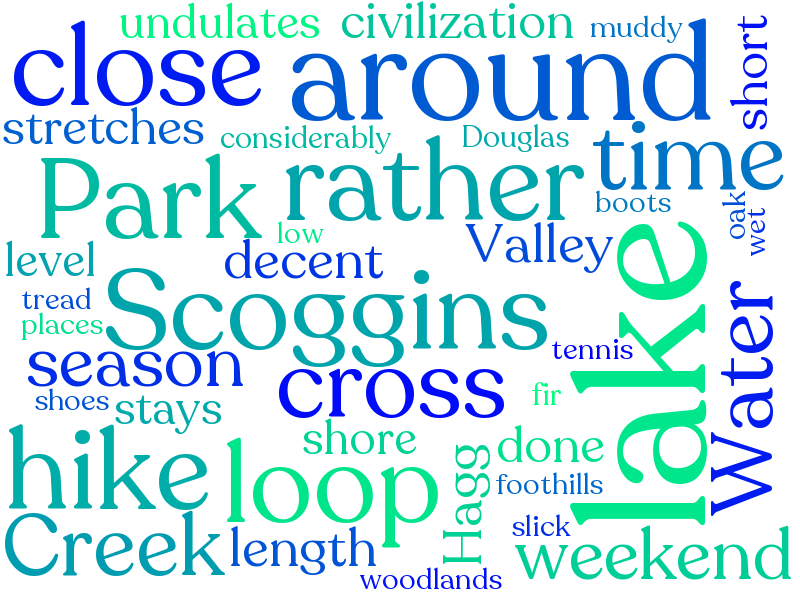 undulates civilization muddy
close around short
stretches considerably Douglas time
Park rather boots oak
low Valley wet
level decent lake
tread Scoggins Water
places
season tennis
shoes stays cross fir
hike loop shore Hagg done
foothills
Creek length slick weekend
woodlands